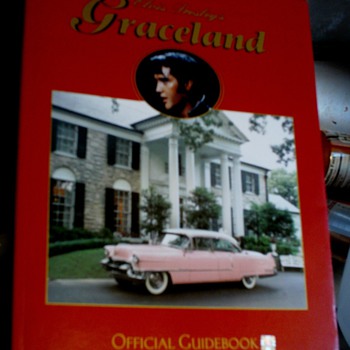 Elvis Presley's
Graceland
OFFICIAL GUIDEBOOK